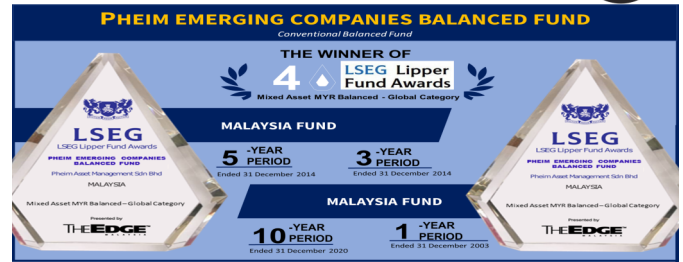 PHEIM EMERGING COMPANIES BALANCED FUND
Conventional Balanced Fund
THE WINNER OF
4 LSEG Lipper
Fund Awards
Mixed Asset MYR Balanced - Global Category
LSEG
LSEG Lipper Fund Awards
PHEIM EMERGING COMPANIES
BALANCED FUND
Pheim Asset Management Sdn Bhd
MALAYSIA
Mixed Asset MYR Balanced—Global Category
Presented by
THE EDGE
MALAYSIA
MALAYSIA FUND
5 -YEAR
PERIOD
Ended 31 December 2014
3 -YEAR
PERIOD
Ended 31 December 2014
MALAYSIA FUND
10 -YEAR
PERIOD
Ended 31 December 2020
1 -YEAR
PERIOD
Ended 31 December 2003
LSEG
LSEG Lipper Fund Awards
PHEIM EMERGING COMPANIES
BALANCED FUND
Pheim Asset Management Sdn Bhd
MALAYSIA
Mixed Asset MYR Balanced—Global Category
Presented by
THE EDGE
MALAYSIA